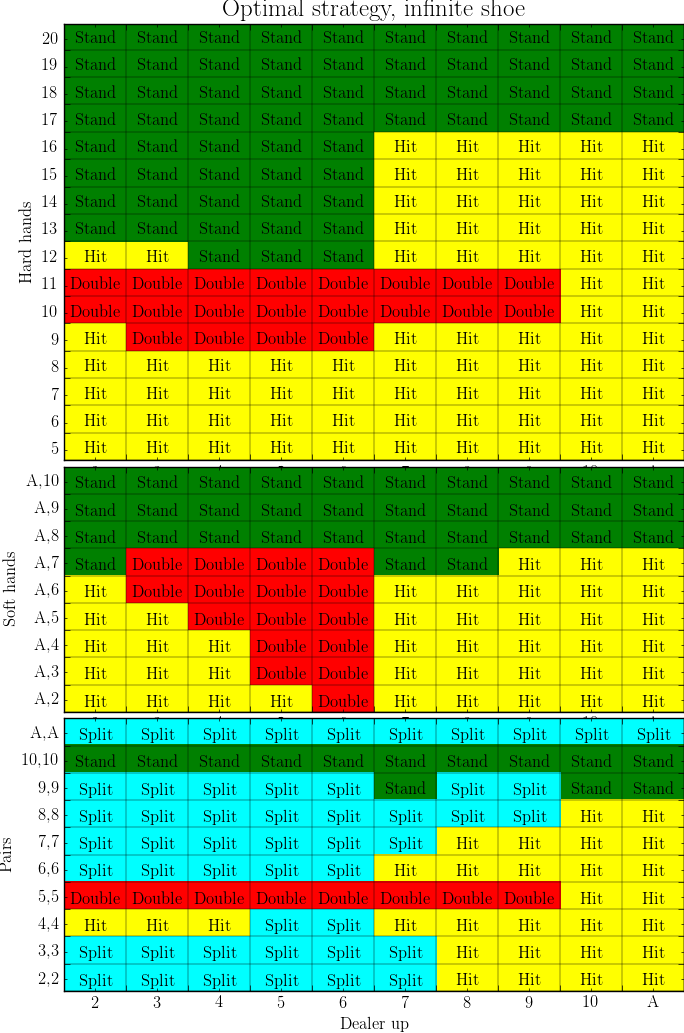 Optimal strategy, infinite shoe
Hard hands
20 Stand Stand Stand Stand Stand Stand Stand Stand Stand Stand
19 Stand Stand Stand Stand Stand Stand Stand Stand Stand Stand
18 Stand Stand Stand Stand Stand Stand Stand Stand Stand Stand
17 Stand Stand Stand Stand Stand Stand Stand Stand Stand Stand
16 Stand Stand Stand Stand Stand Hit Hit Hit Hit Hit
15 Stand Stand Stand Stand Stand Hit Hit Hit Hit Hit
14 Stand Stand Stand Stand Stand Hit Hit Hit Hit Hit
13 Stand Stand Stand Stand Stand Hit Hit Hit Hit Hit
12 Hit Hit Stand Stand Stand Hit Hit Hit Hit Hit
11 Double Double Double Double Double Double Double Double Hit Hit
10 Double Double Double Double Double Double Double Double Hit Hit
9 Hit Double Double Double Double Hit Hit Hit Hit Hit
8 Hit Hit Hit Hit Hit Hit Hit Hit Hit Hit
7 Hit Hit Hit Hit Hit Hit Hit Hit Hit Hit
6 Hit Hit Hit Hit Hit Hit Hit Hit Hit Hit
5 Hit Hit Hit Hit Hit Hit Hit Hit Hit Hit
Soft hands
A,10 Stand Stand Stand Stand Stand Stand Stand Stand Stand Stand
A,9 Stand Stand Stand Stand Stand Stand Stand Stand Stand Stand
A,8 Stand Stand Stand Stand Stand Stand Stand Stand Stand Stand
A,7 Stand Double Double Double Double Stand Stand Hit Hit Hit
A,6 Hit Double Double Double Double Hit Hit Hit Hit Hit
A,5 Hit Hit Double Double Double Hit Hit Hit Hit Hit
A,4 Hit Hit Hit Double Double Hit Hit Hit Hit Hit
A,3 Hit Hit Hit Double Double Hit Hit Hit Hit Hit
A,2 Hit Hit Hit Hit Double Hit Hit Hit Hit Hit
Pairs
A,A Split Split Split Split Split Split Split Split Split Split
10,10 Stand Stand Stand Stand Stand Stand Stand Stand Stand Stand
9,9 Split Split Split Split Split Stand Split Split Stand Stand
8,8 Split Split Split Split Split Split Split Split Hit Hit
7,7 Split Split Split Split Split Split Hit Hit Hit Hit
6,6 Split Split Split Split Split Hit Hit Hit Hit Hit
5,5 Double Double Double Double Double Double Double Double Hit Hit
4,4 Hit Hit Hit Split Split Hit Hit Hit Hit Hit
3,3 Split Split Split Split Split Split Hit Hit Hit Hit
2,2 Split Split Split Split Split Split Hit Hit Hit Hit
2 3 4 5 6 7 8 9 10 A
Dealer up